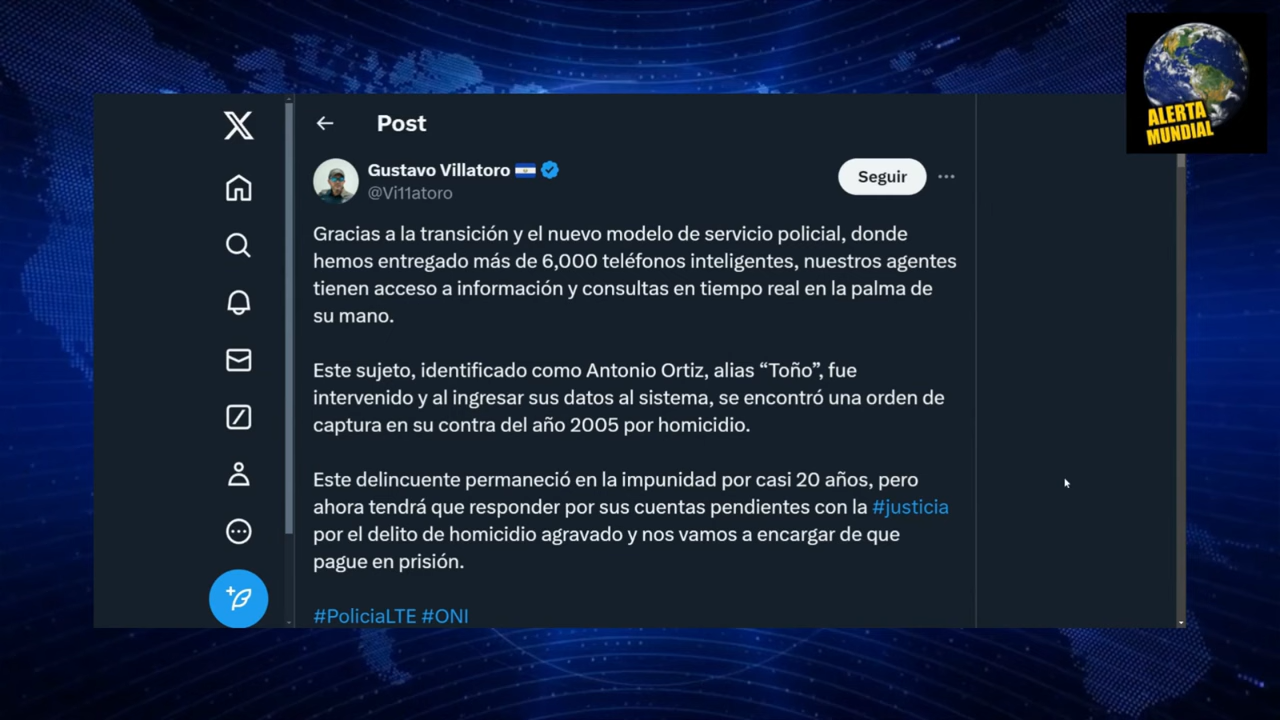 ALERTA
MUNDIAL
Post
Gustavo Villatoro
@Vi11atoro
Seguir
Gracias a la transición y el nuevo modelo de servicio policial, donde
hemos entregado más de 6,000 teléfonos inteligentes, nuestros agentes
tienen acceso a información y consultas en tiempo real en la palma de
su mano.
Este sujeto, identificado como Antonio Ortiz, alias “Toño”, fue
intervenido y al ingresar sus datos al sistema, se encontró una orden de
captura en su contra del año 2005 por homicidio.
Este delincuente permaneció en la impunidad por casi 20 años, pero
ahora tendrá que responder por sus cuentas pendientes con la #justicia
por el delito de homicidio agravado y nos vamos a encargar de que
pague en prisión.
#PoliciaLTE #ONI